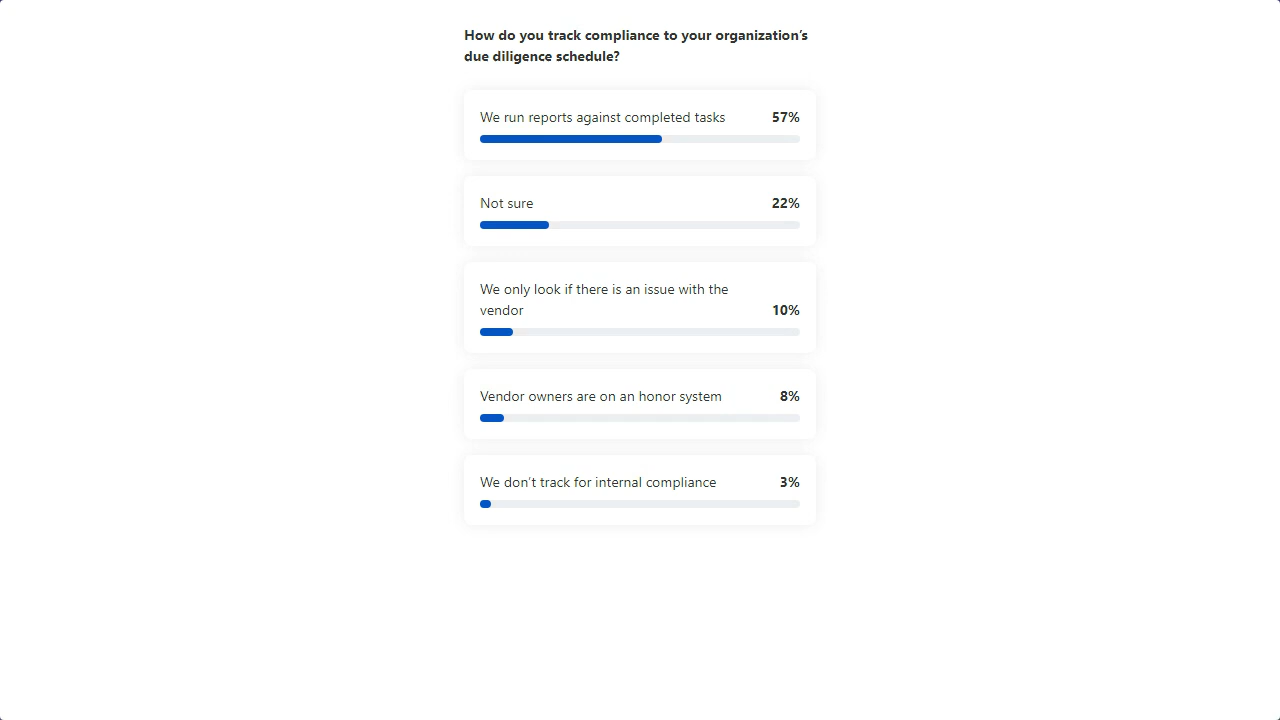 How do you track compliance to your organization’s
due diligence schedule?
We run reports against completed tasks 57%
Not sure 22%
We only look if there is an issue with the
vendor 10%
Vendor owners are on an honor system 8%
We don’t track for internal compliance 3%